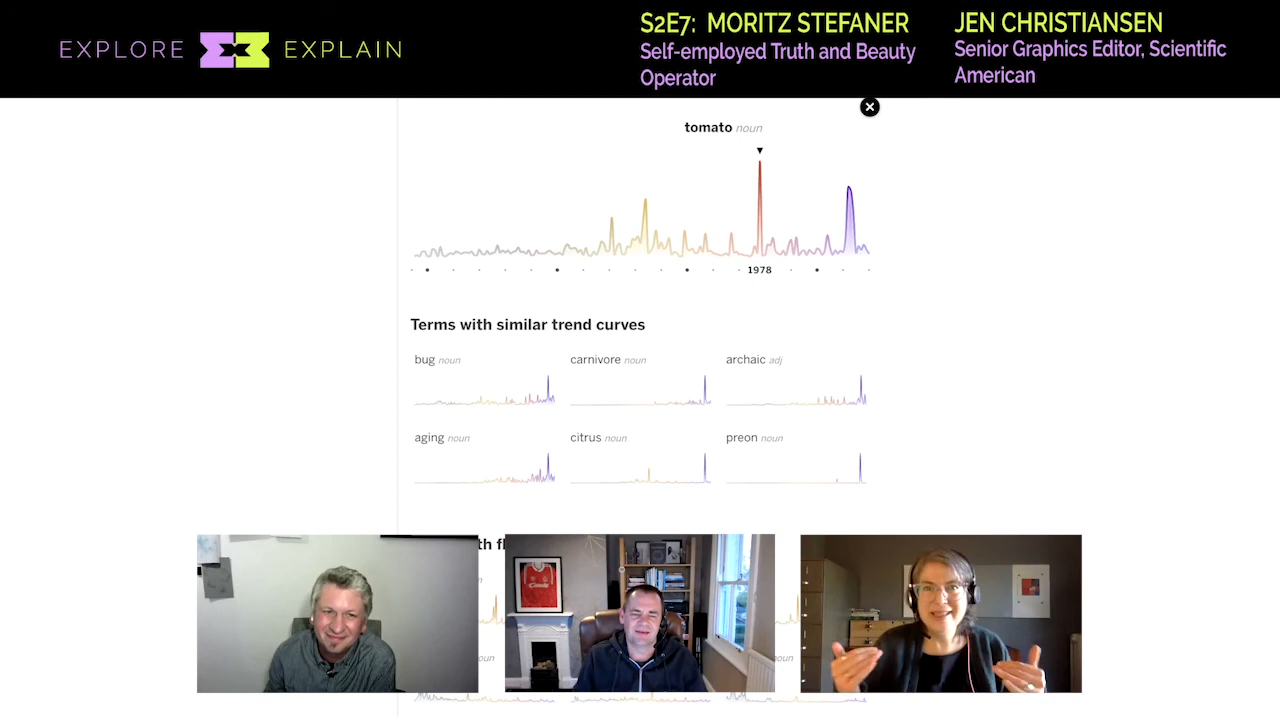 EXPLORE EXPLAIN
S2E7: MORITZ STEFANER
Self-employed Truth and Beauty
Operator
JEN CHRISTIANSEN
Senior Graphics Editor, Scientific
American
tomato noun
1978
Terms with similar trend curves
bug noun
carnivore noun
archaic adj
aging noun
citrus noun
preon noun